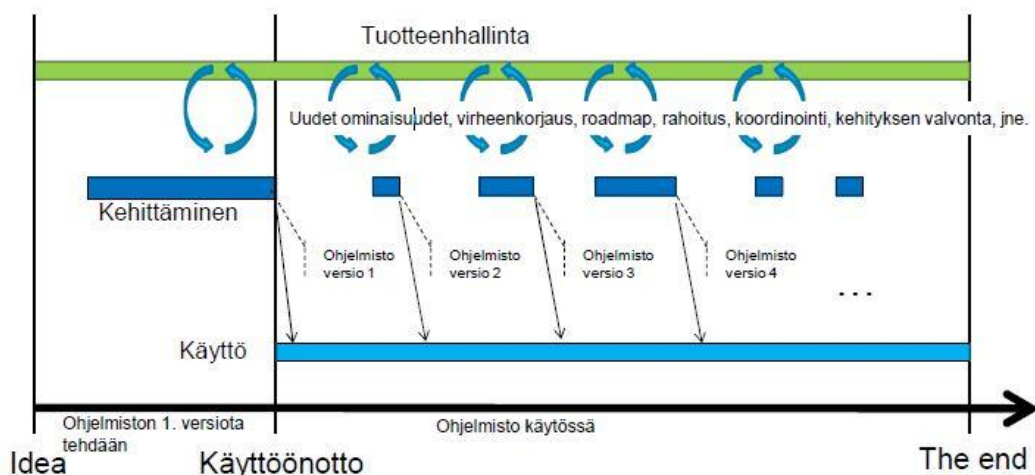 Tuotteenhallinta
Uudet ominaisuudet, virheenkorjaus, roadmap, rahoitus, koordinointi, kehityksen valvonta, jne.
Kehittäminen
Ohjelmisto
versio 1
Ohjelmisto
versio 2
Ohjelmisto
versio 3
Ohjelmisto
versio 4
...
Käyttö
Ohjelmiston 1. versiota
tehdään
Ohjelmisto käytössä
Idea
Käyttöönotto
The end